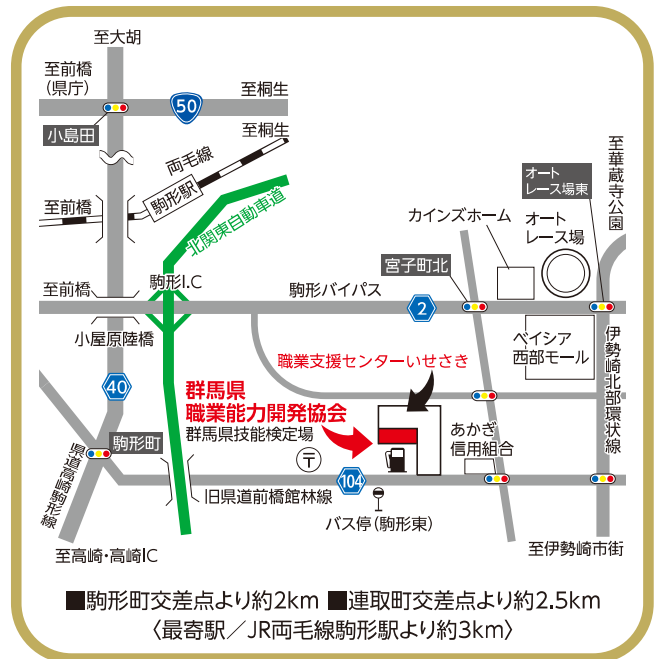 至大胡
至前橋
(県庁)
至桐生
50
小島田
至桐生
両毛線
駒形駅
至前橋
北関東自動車道
至華蔵寺公園
オート
レース場東
カインズホーム
オート
レース場
宮子町北
駒形I.C
至前橋
駒形バイパス
2
小屋原陸橋
ベイシア
西部モール
伊勢崎北部環状線
職業支援センターいせさき
40
群馬県
職業能力開発協会
群馬県技能検定場
駒形町
あかぎ
信用組合
〒
104
県道高崎駒形線
旧県道前橋館林線
バス停(駒形東)
至高崎・高崎IC
至伊勢崎市街
■駒形町交差点より約2km ■連取町交差点より約2.5km
〈最寄駅／JR両毛線駒形駅より約3km〉